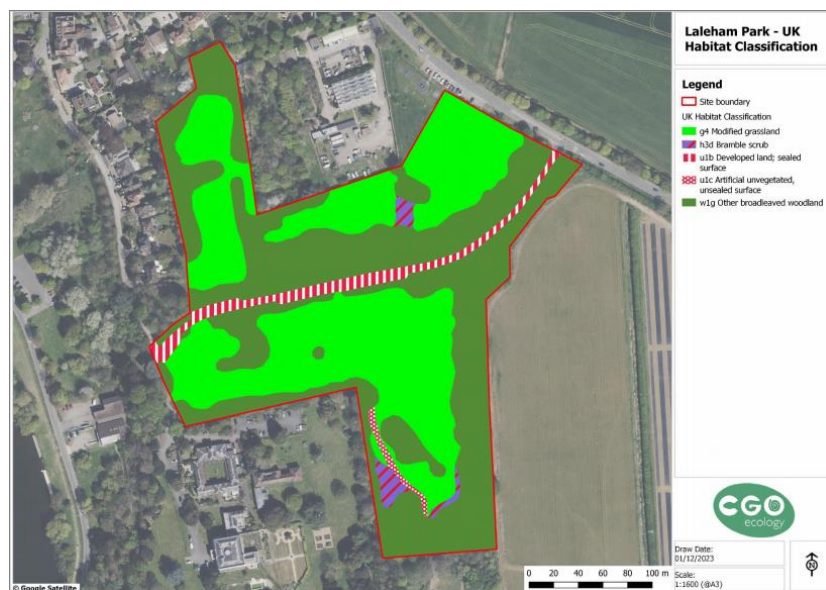 Laleham Park - UK
Habitat Classification
Legend
Site boundary
UK Habitat Classification
g4 Modified grassland
h3d Bramble scrub
u1b Developed land; sealed
surface
u1c Artificial unvegetated,
unsealed surface
w1g Other broadleaved woodland
CGO
ecology
Draw Date:
01/12/2023
Scale:
1:1600 (@A3)
N
0 20 40 60 80 100 m
© Google Satellite